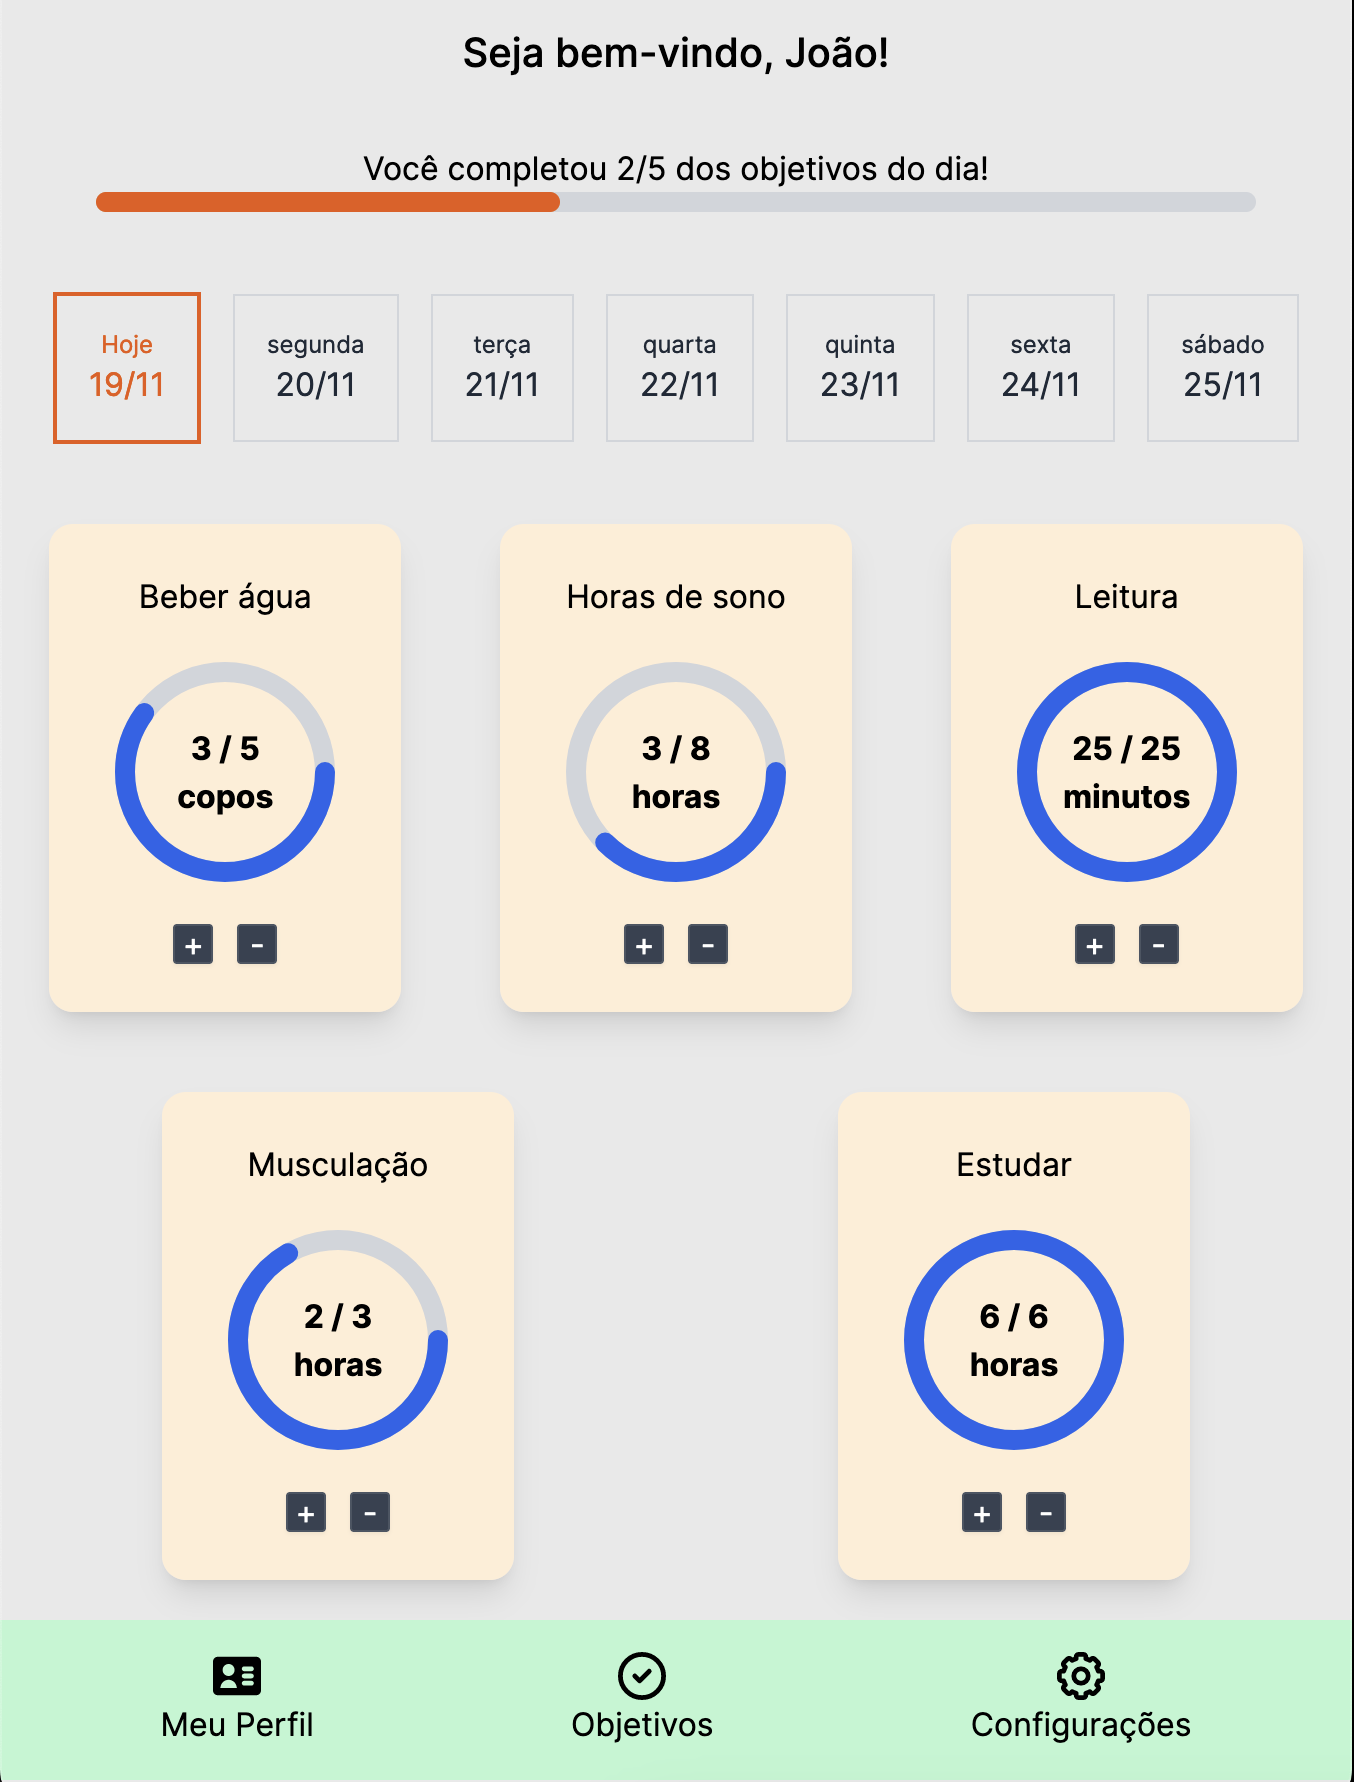 Seja bem-vindo, João!
Você completou 2/5 dos objetivos do dia!
Hoje
19/11
segunda
20/11
terça
21/11
quarta
22/11
quinta
23/11
sexta
24/11
sábado
25/11
Beber água
3 / 5
copos
+ -
Horas de sono
3 / 8
horas
+ -
Leitura
25 / 25
minutos
+ -
Musculação
2 / 3
horas
+ -
Estudar
6 / 6
horas
+ -
Meu Perfil
Objetivos
Configurações